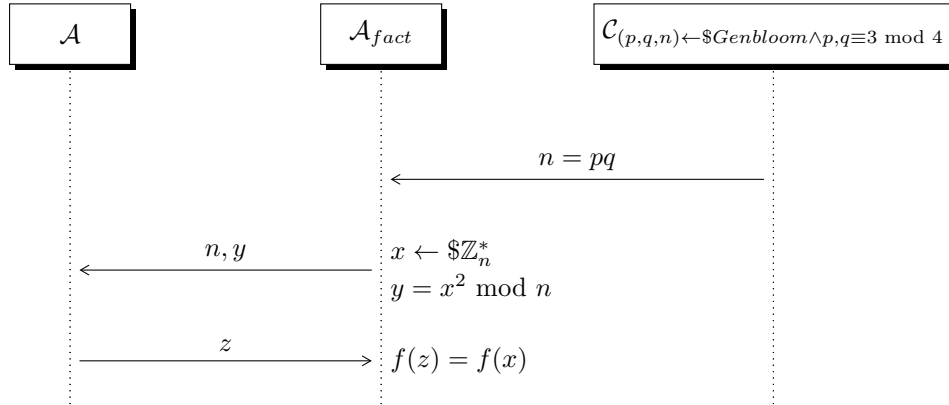 𝒜
𝒜_{fact}
𝒞_{(p,q,n)←$Genbloom∧p,q≡3 mod 4}
n = pq
n, y
x ← $ℤ_n^*
y = x^2 mod n
z
f(z) = f(x)